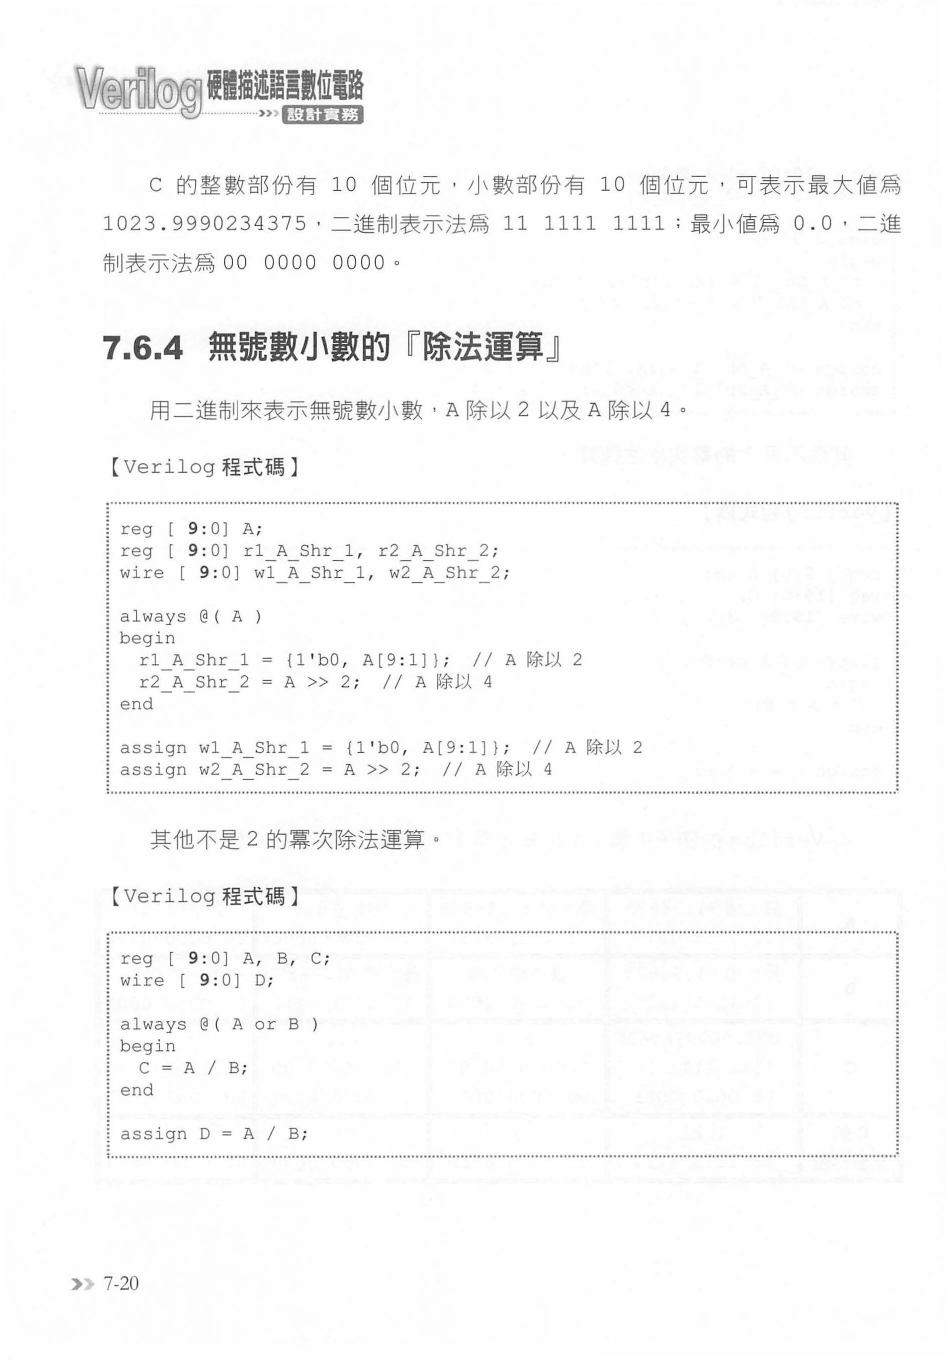 Verilog 硬體描述語言數位電路
設計實務
C 的整數部份有 10 個位元，小數部份有 10 個位元，可表示最大值爲
1023.9990234375，二進制表示法爲 11 1111 1111；最小值爲 0.0，二進
制表示法爲 00 0000 0000。
7.6.4 無號數小數的『除法運算』
用二進制來表示無號數小數，A 除以 2 以及 A 除以 4。
【Verilog 程式碼】
reg [ 9:0] A;
reg [ 9:0] r1_A_Shr_1, r2_A_Shr_2;
wire [ 9:0] w1_A_Shr_1, w2_A_Shr_2;
always @( A )
begin
r1_A_Shr_1 = {1'b0, A[9:1]}; // A 除以 2
r2_A_Shr_2 = A >> 2; // A 除以 4
end
assign w1_A_Shr_1 = {1'b0, A[9:1]}; // A 除以 2
assign w2_A_Shr_2 = A >> 2; // A 除以 4
其他不是 2 的冪次除法運算。
【Verilog 程式碼】
reg [ 9:0] A, B, C;
wire [ 9:0] D;
always @( A or B )
begin
C = A / B;
end
assign D = A / B;
7-20